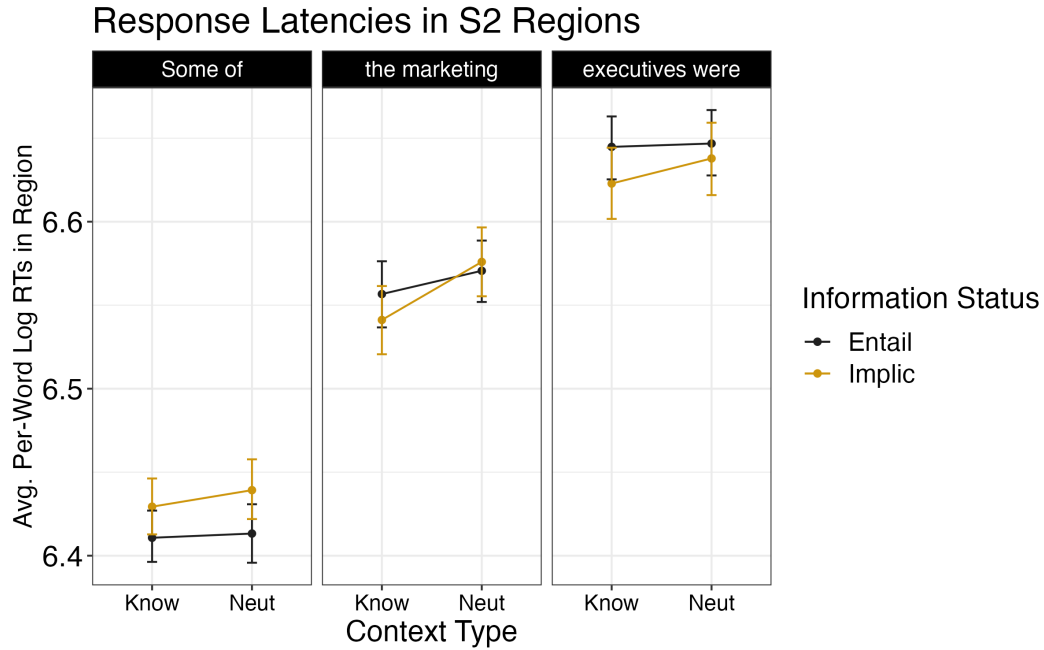 Response Latencies in S2 Regions
Some of
the marketing
executives were
Avg. Per-Word Log RTs in Region
6.6
6.5
6.4
Know
Neut
Know
Neut
Know
Neut
Context Type
Information Status
Entail
Implic